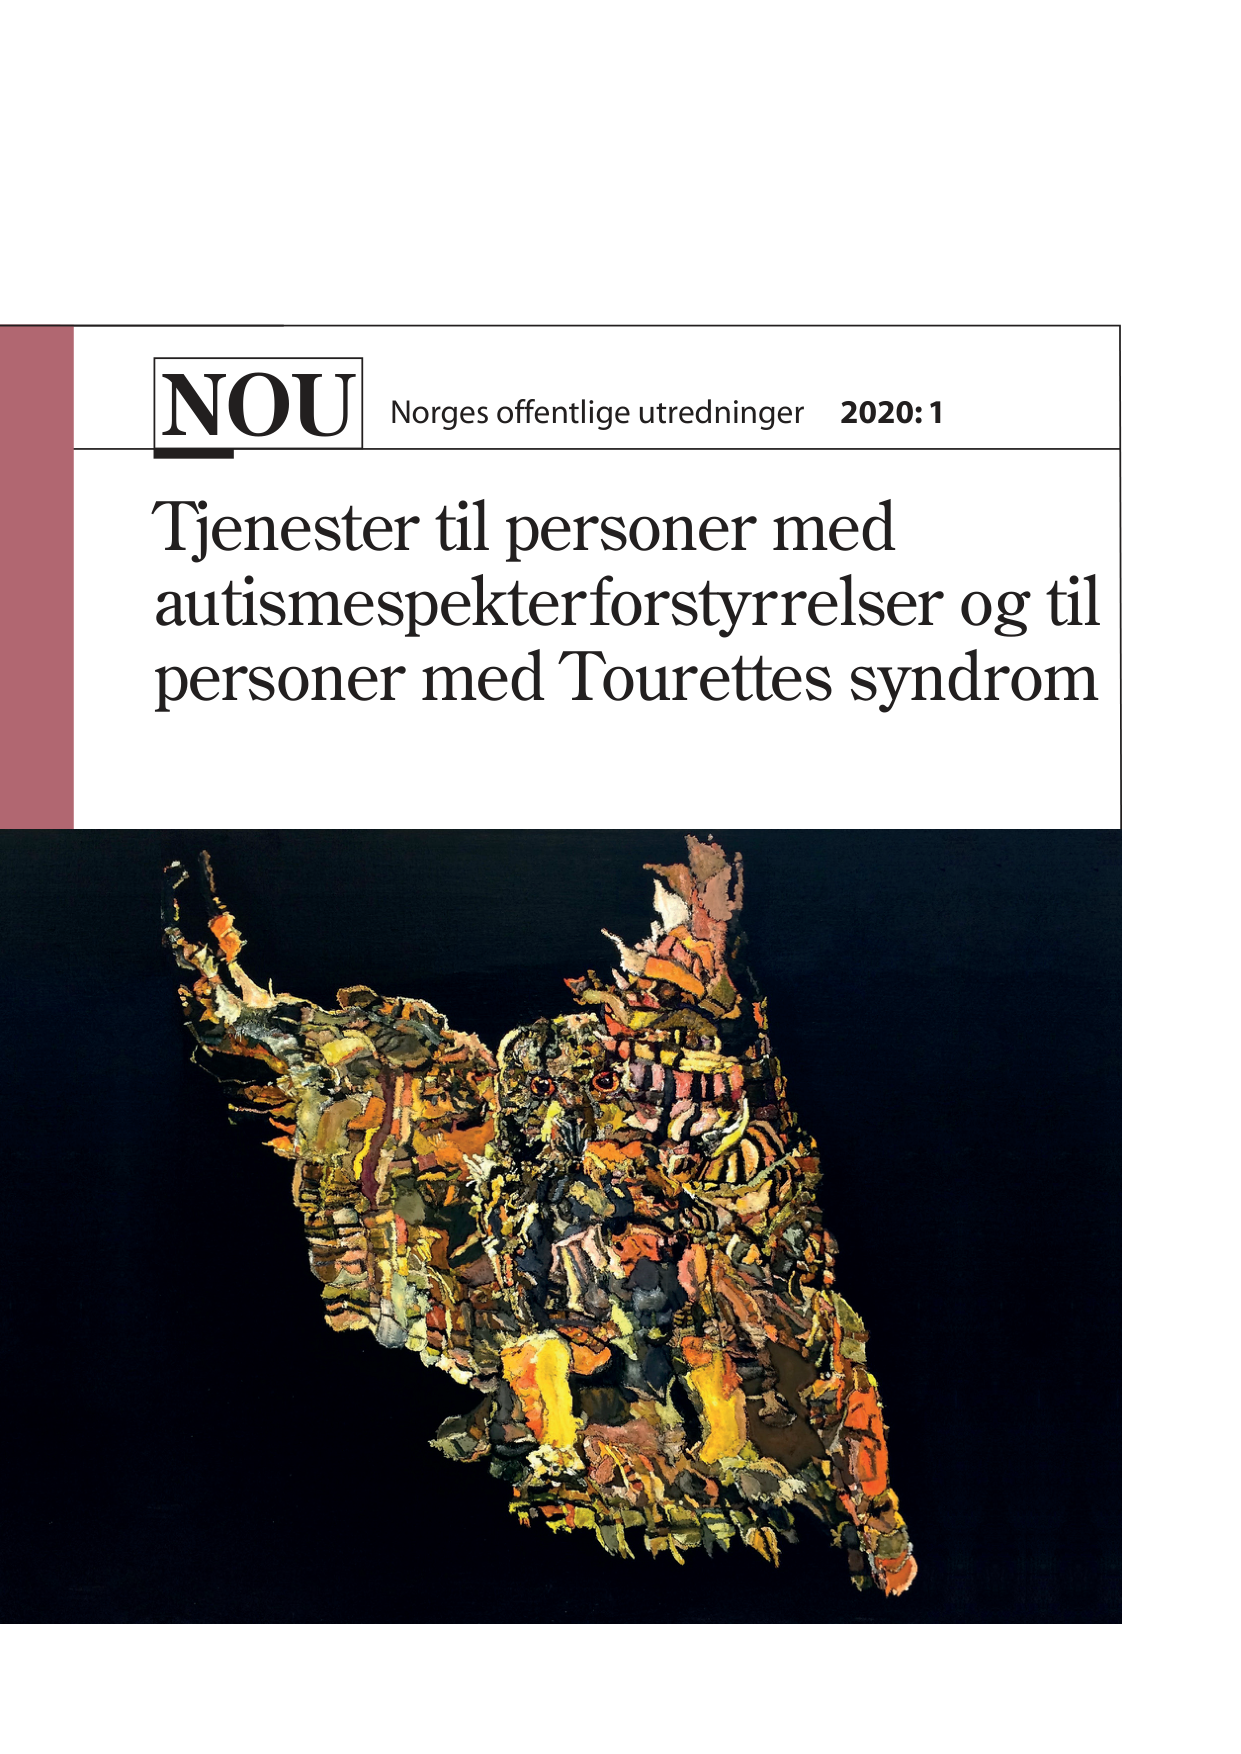 NOU
Norges offentlige utredninger 2020: 1
Tjenester til personer med
autismespekterforstyrrelser og til
personer med Tourettes syndrom